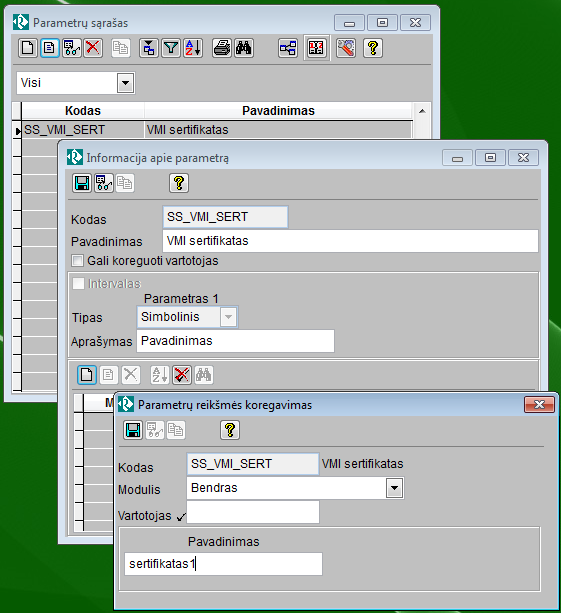 Parametrų sąrašas
Visi
Kodas Pavadinimas
SS_VMI_SERT VMI sertifikatas
Informacija apie parametrą
Kodas SS_VMI_SERT
Pavadinimas VMI sertifikatas
Gali koreguoti vartotojas
Intervalas
Parametras 1
Tipas Simbolinis
Aprašymas Pavadinimas
M
Parametrų reikšmės koregavimas
Kodas SS_VMI_SERT VMI sertifikatas
Modulis Bendras
Vartotojas
Pavadinimas
sertifikatas1